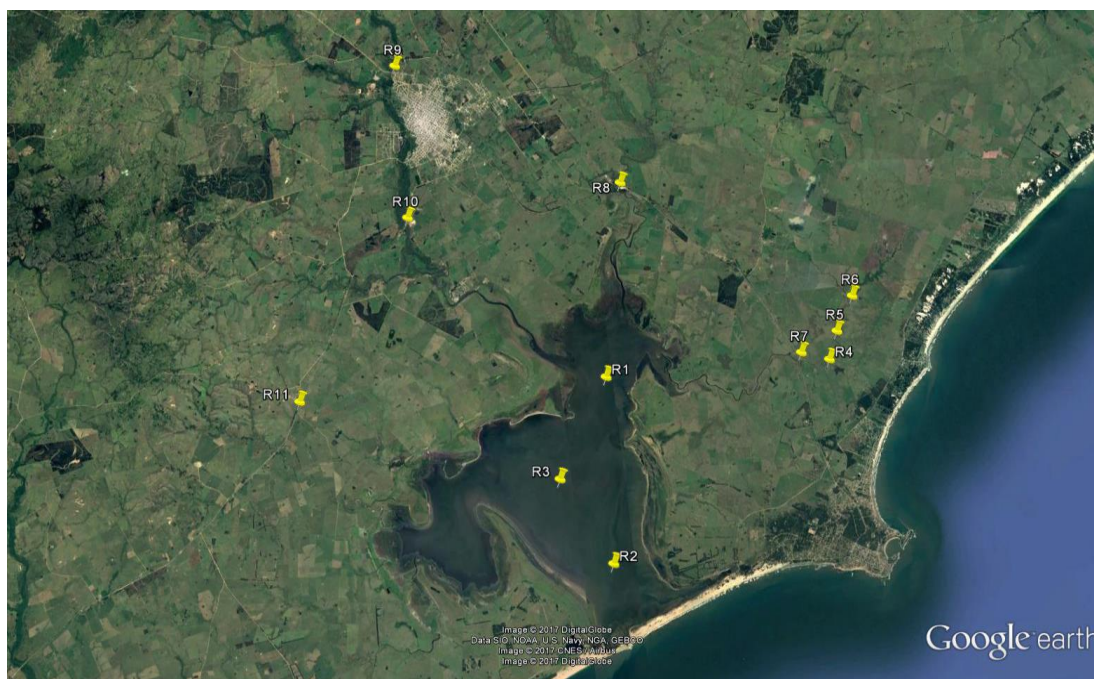 R9
R8
R10
R6
R5
R7
R4
R1
R11
R3
R2
Image © 2017 DigitalGlobe
Data SIO, NOAA, U.S. Navy, NGA, GEBCO
Image © 2017 CNES / Airbus
Image © 2017 DigitalGlobe
Google earth